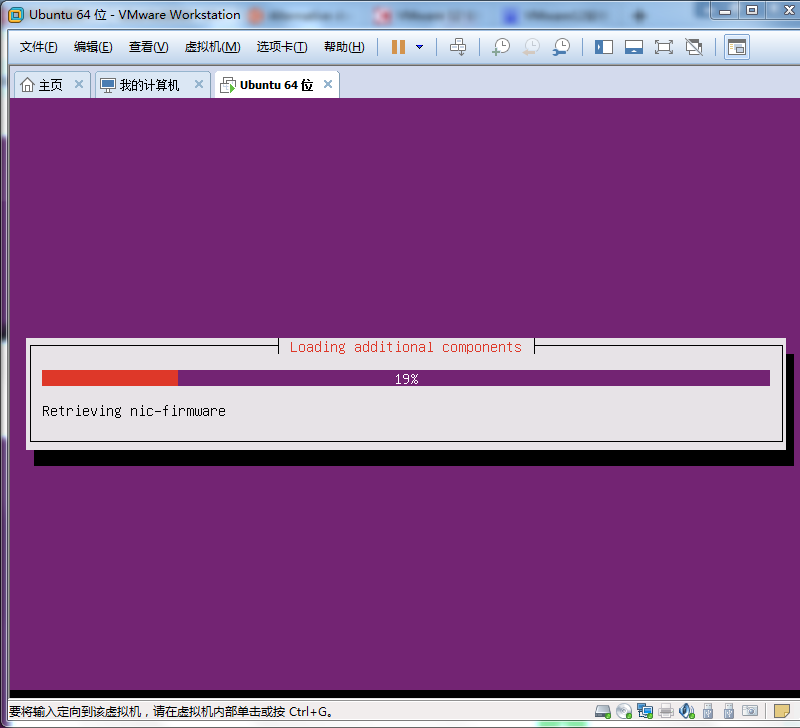 Ubuntu 64 位 - VMware Workstation
文件(F) 编辑(E) 查看(V) 虚拟机(M) 选项卡(T) 帮助(H)
主页 我的计算机 Ubuntu 64 位
Loading additional components
19%
Retrieving nic-firmware
要将输入定向到该虚拟机，请在虚拟机内部单击或按 Ctrl+G。